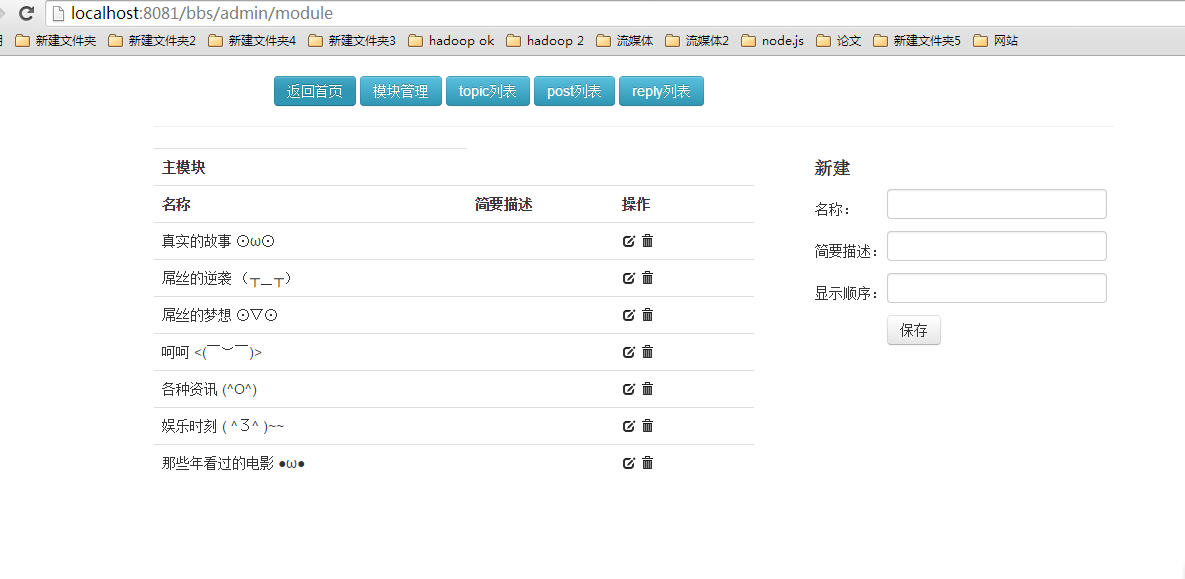 localhost:8081/bbs/admin/module
新建文件夹 新建文件夹2 新建文件夹4 新建文件夹3 hadoop ok hadoop 2 流媒体 流媒体2 node.js 论文 新建文件夹5 网站
返回首页 模块管理 topic列表 post列表 reply列表
主模块
名称 简要描述 操作
真实的故事 ⊙ω⊙
屌丝的逆袭 （┬＿┬）
屌丝的梦想 ⊙▽⊙
呵呵 <(￣︶￣)>
各种资讯 (^O^)
娱乐时刻 ( ^３^ )~~
那些年看过的电影 ●ω●
新建
名称：
简要描述：
显示顺序：
保存